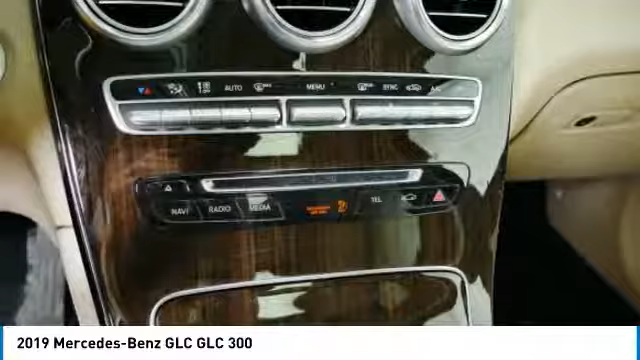 AUTO MENU SYNC A/C
NAVI RADIO MEDIA TEL
2019 Mercedes-Benz GLC GLC 300